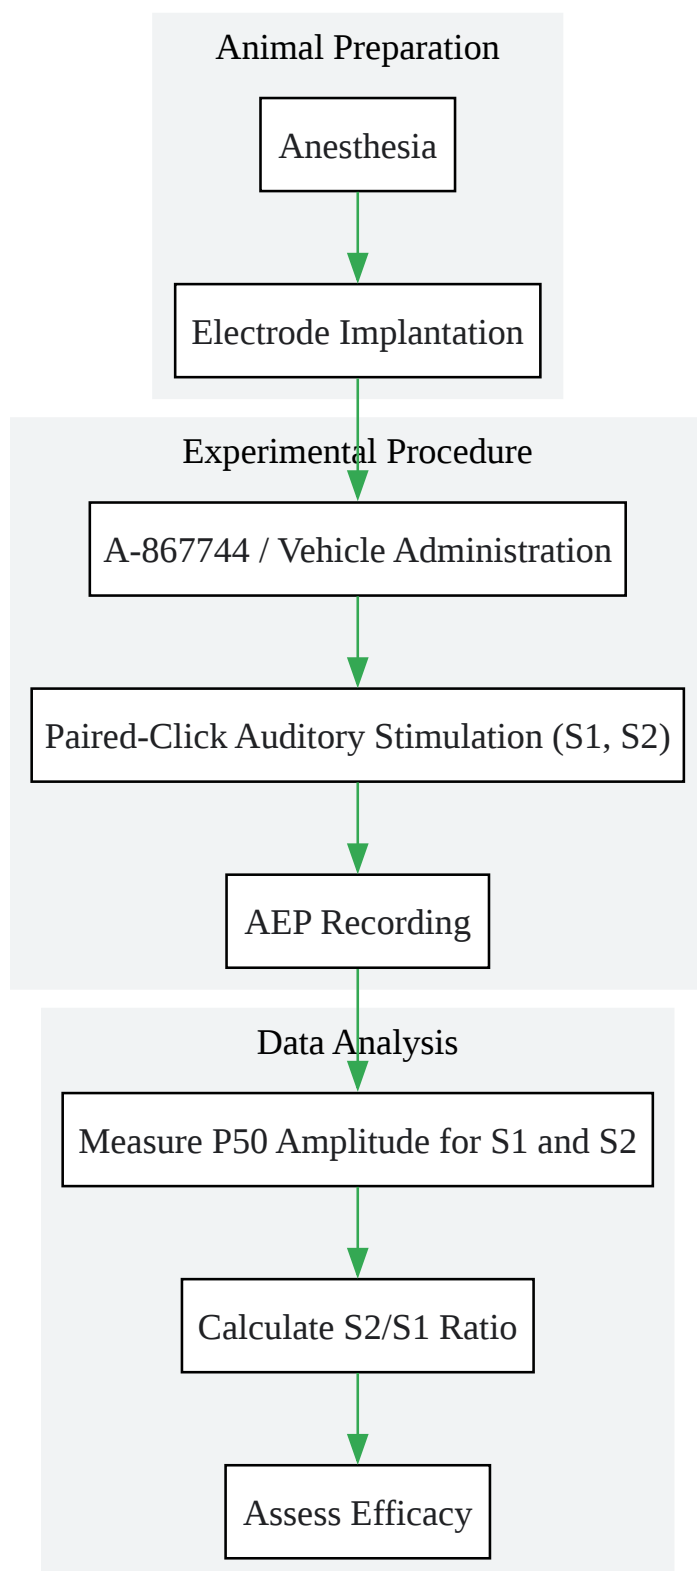 Animal Preparation
Anesthesia
Electrode Implantation
Experimental Procedure
A-867744 / Vehicle Administration
Paired-Click Auditory Stimulation (S1, S2)
AEP Recording
Data Analysis
Measure P50 Amplitude for S1 and S2
Calculate S2/S1 Ratio
Assess Efficacy